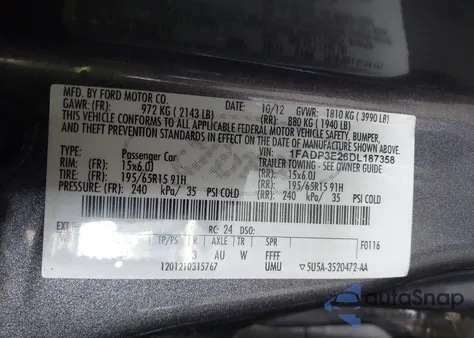 MFD. BY FORD MOTOR CO.
DATE: 10/12 GVWR: 1810 KG ( 3990 LB)
GAWR: (FR) 972 KG ( 2143 LB) (RR) 880 KG ( 1940 LB)
THIS VEHICLE CONFORMS TO ALL APPLICABLE FEDERAL MOTOR VEHICLE SAFETY, BUMPER,
AND THEFT PREVENTION STANDARDS IN EFFECT ON THE DATE OF MANUFACTURE SHOWN ABOVE.
VIN: 1FADP3E26DL187358
TYPE: Passenger Car TRAILER TOWING - SEE OWNER GUIDE
RIM: (FR) 15x6.0J (RR) 15x6.0J
TIRE: (FR) 195/65R15 91H (RR) 195/65R15 91H
PRESSURE: (FR) 240 kPa/ 35 PSI COLD (RR) 240 kPa/ 35 PSI COLD
EXT RC: 24 DSO: F0116
TP/PS TR AXLE TR SPR
3 AU W FFFF
1201210315767 UMU ▽5U5A-3520472-AA
autoSnap